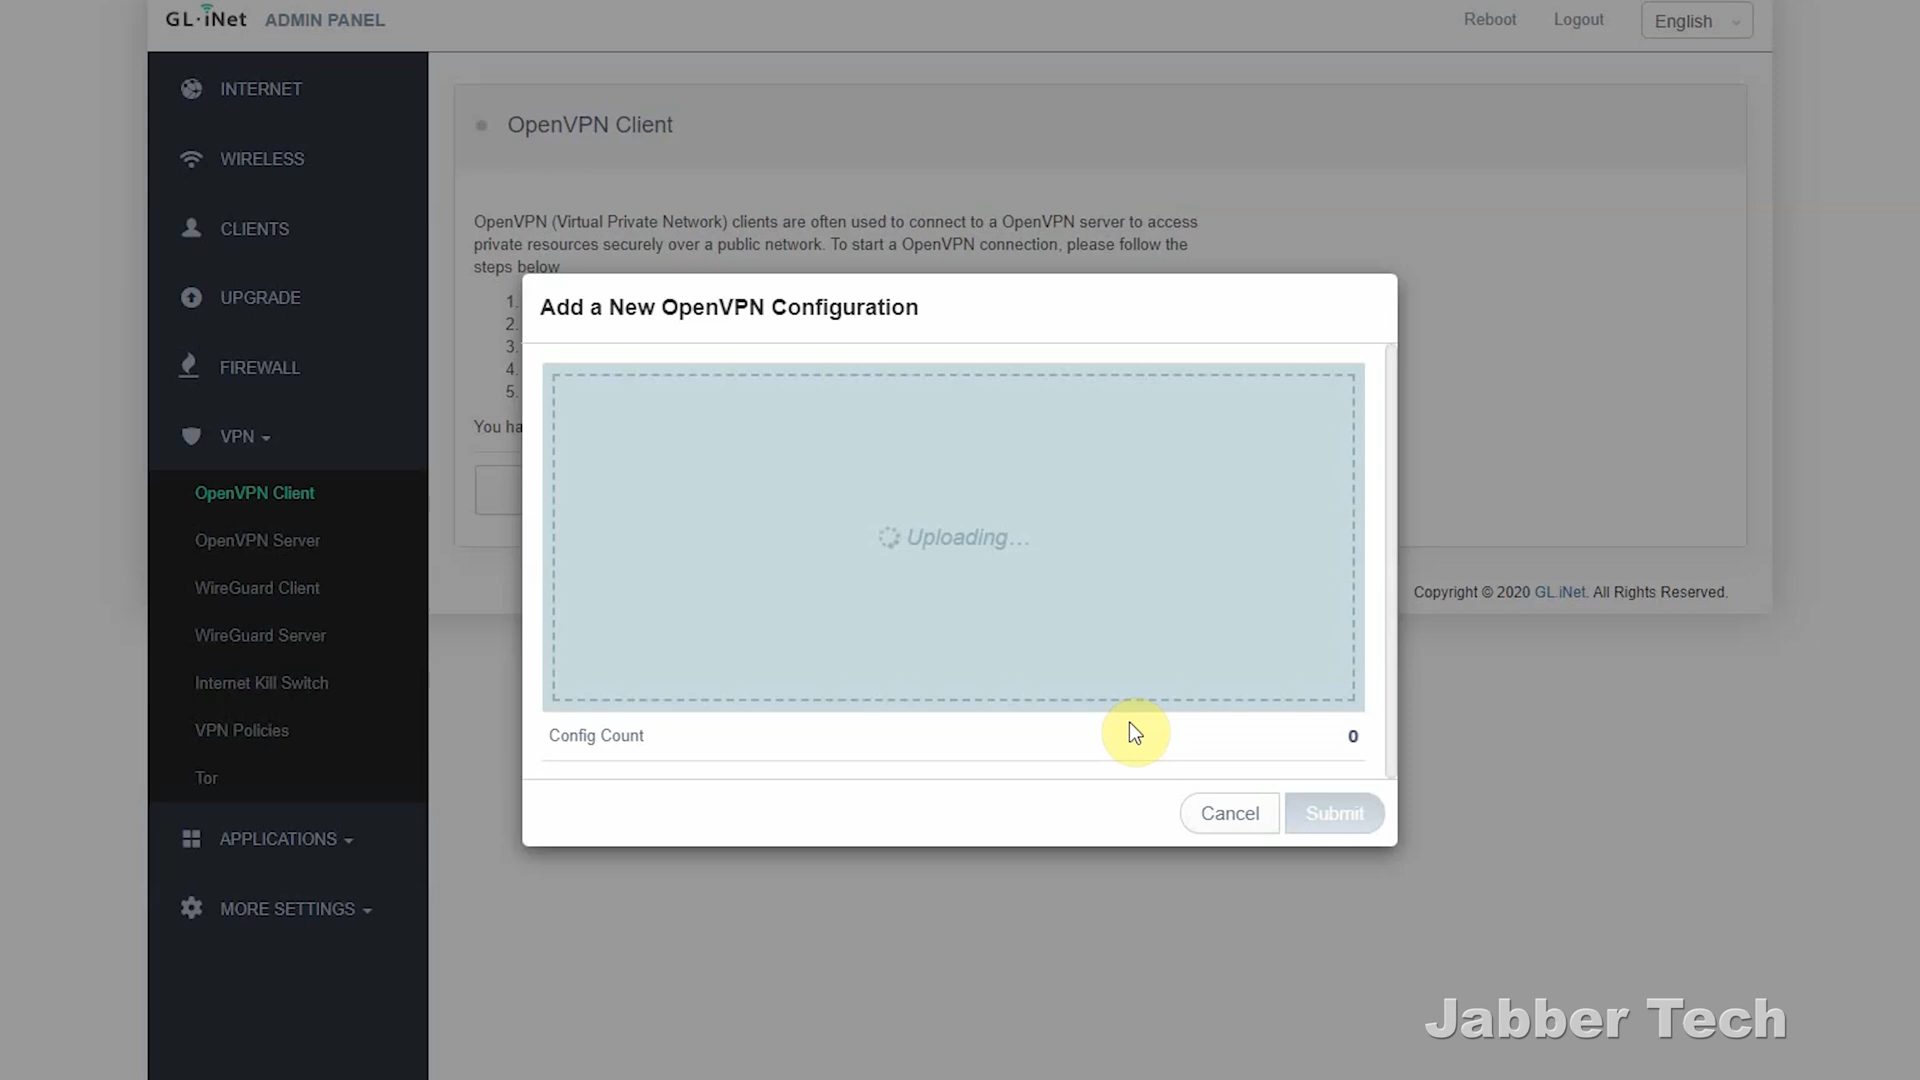 GL·iNet ADMIN PANEL
Reboot
Logout
English
INTERNET
WIRELESS
CLIENTS
UPGRADE
FIREWALL
VPN
OpenVPN Client
OpenVPN Server
WireGuard Client
WireGuard Server
Internet Kill Switch
VPN Policies
Tor
APPLICATIONS
MORE SETTINGS
OpenVPN Client
OpenVPN (Virtual Private Network) clients are often used to connect to a OpenVPN server to access
private resources securely over a public network. To start a OpenVPN connection, please follow the
steps below
1.
2.
3.
4.
5.
You ha
Add a New OpenVPN Configuration
Uploading...
Config Count 0
Cancel
Submit
Copyright © 2020 GL.iNet. All Rights Reserved.
Jabber Tech